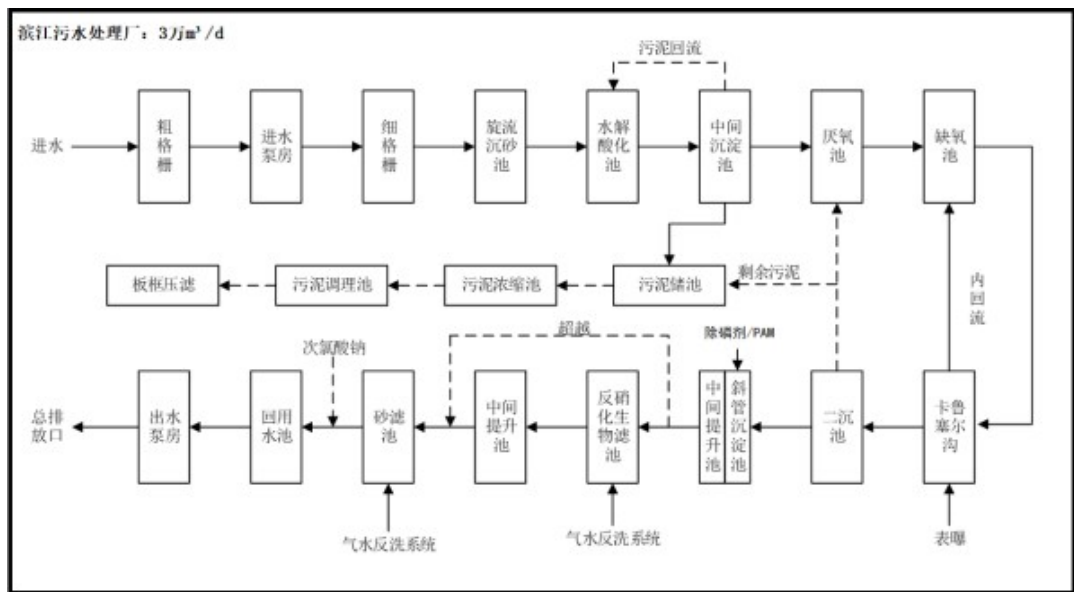 滨江污水处理厂：3万m³/d
污泥回流
进水
粗格栅
进水
泵房
细格栅
旋流
沉砂
池
水解
酸化
池
中间
沉淀
池
厌氧
池
缺氧
池
板框压滤
污泥调理池
污泥浓缩池
污泥储池
剩余污泥
内回流
超越
除磷剂/PAM
次氯酸钠
总排
放口
出水
泵房
回用
水池
砂滤
池
中间
提升
池
反硝
化生
物滤
池
中间提升池
斜管沉淀池
二沉
池
卡鲁
塞尔
沟
气水反洗系统
气水反洗系统
表曝